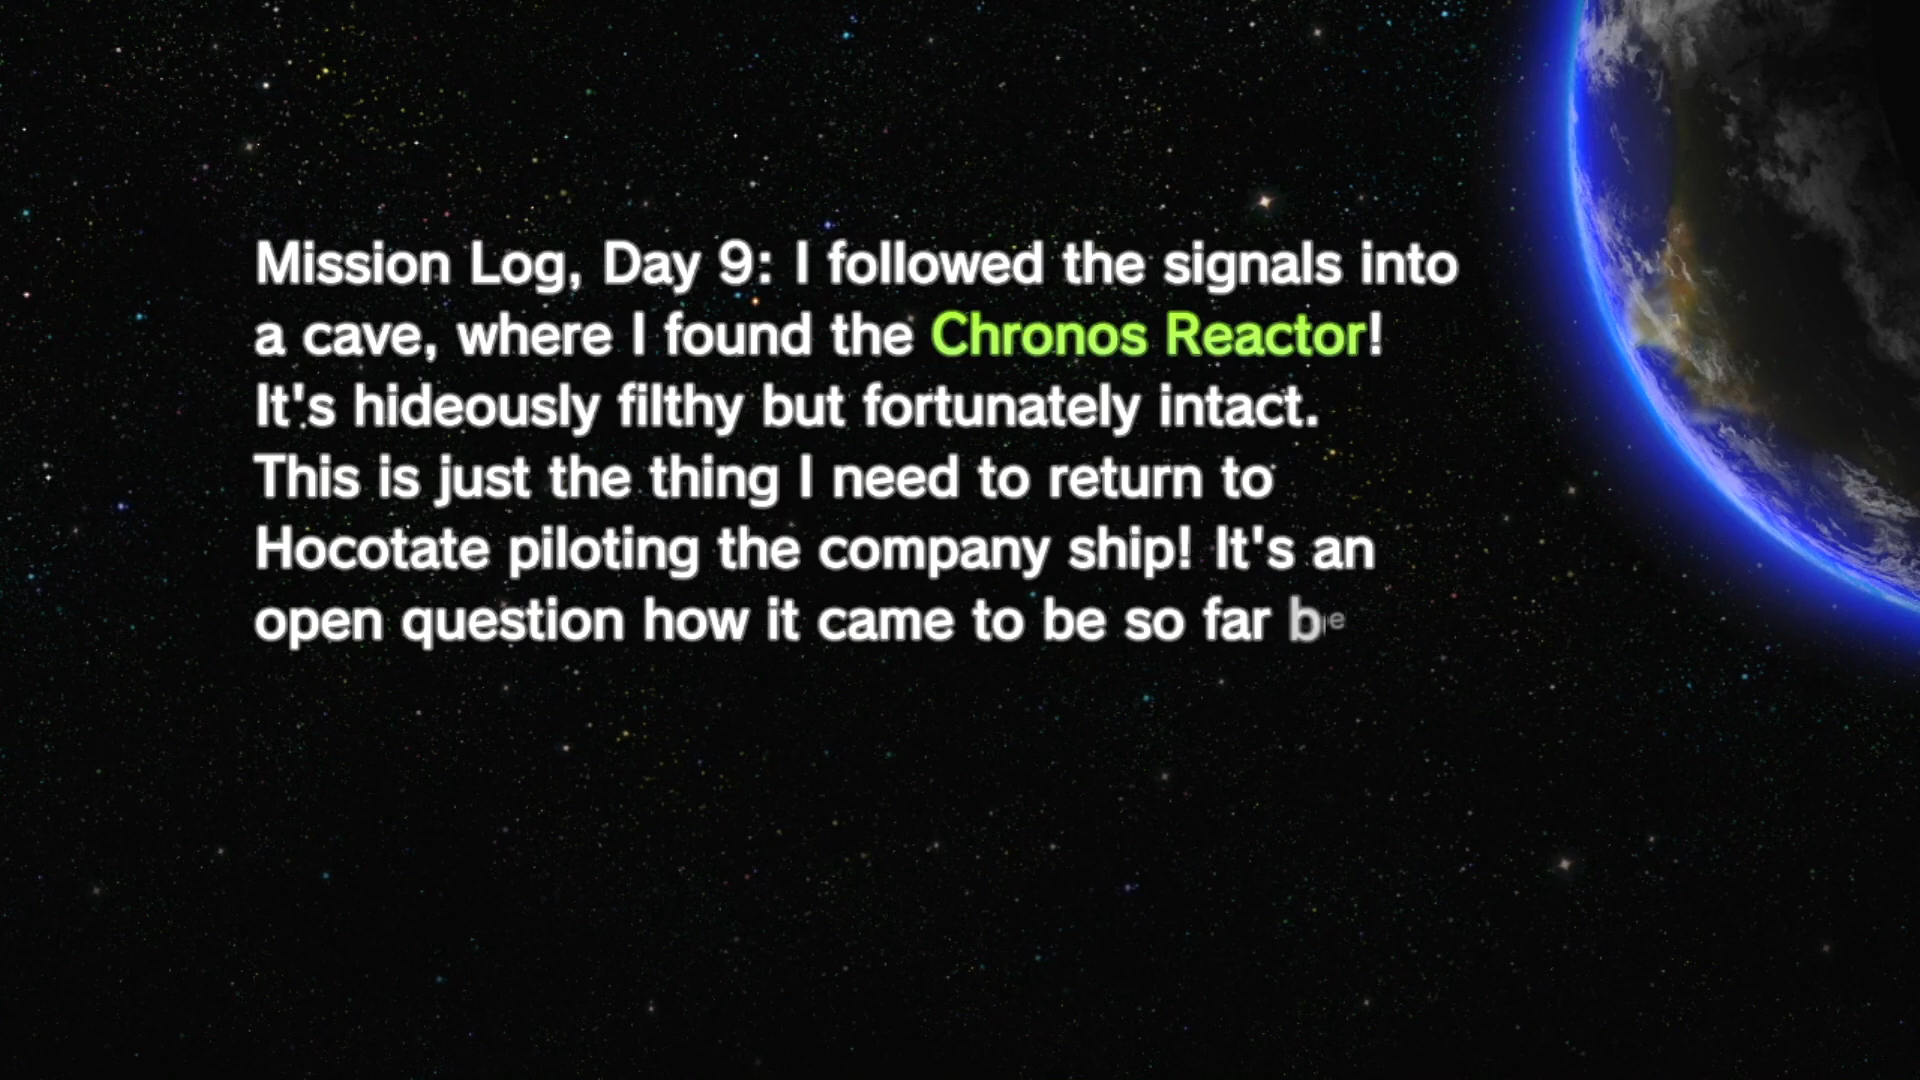 Mission Log, Day 9: I followed the signals into
a cave, where I found the Chronos Reactor!
It's hideously filthy but fortunately intact.
This is just the thing I need to return to
Hocotate piloting the company ship! It's an
open question how it came to be so far be